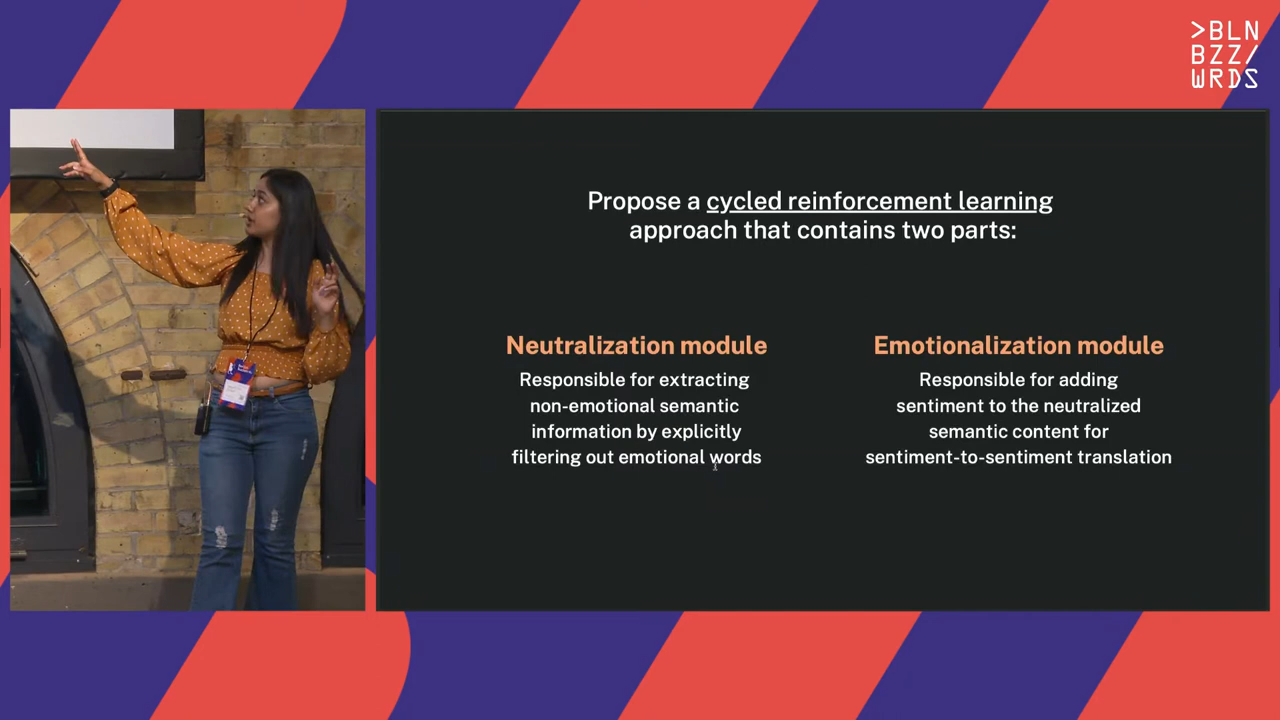 >BLN
BZZ/
WRDS
Propose a cycled reinforcement learning
approach that contains two parts:
Neutralization module
Responsible for extracting
non-emotional semantic
information by explicitly
filtering out emotional words
Emotionalization module
Responsible for adding
sentiment to the neutralized
semantic content for
sentiment-to-sentiment translation